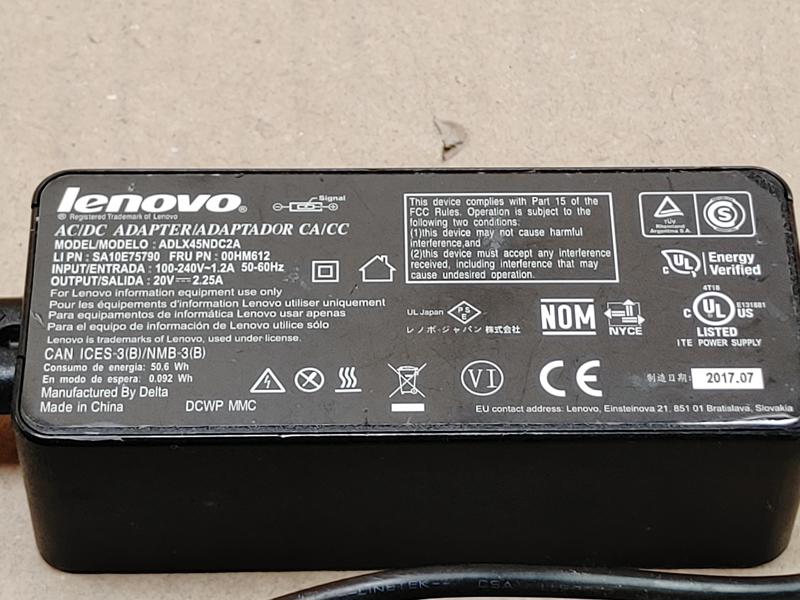 lenovo®
® Registered Trademark of Lenovo
Signal
AC/DC ADAPTER/ADAPTADOR CA/CC
MODEL/MODELO : ADLX45NDC2A
LI PN : SA10E75790 FRU PN : 00HM612
INPUT/ENTRADA : 100-240V~1.2A 50-60Hz
OUTPUT/SALIDA : 20V⎓2.25A
For Lenovo information equipment use only
Pour les équipements d'information Lenovo utiliser uniquement
Para equipamentos de informática Lenovo usar apenas
Para el equipo de información de Lenovo utilice sólo
Lenovo is trademarks of Lenovo, used under license.
CAN ICES-3(B)/NMB-3(B)
Consumo de energía: 50.6 Wh
En modo de espera: 0.092 Wh
Manufactured By Delta
Made in China
DCWP MMC
This device complies with Part 15 of the
FCC Rules. Operation is subject to the
following two conditions:
(1)this device may not cause harmful
interference,and
(2)this device must accept any interference
received, including interference that may
cause undesired operation.
TÜV
Rheinland
Argentina S.A.
S
c UL us
Energy
Verified
UL Japan
PS
E
レノボ・ジャパン株式会社
NOM
NYCE
4T18
c UL US
E131881
LISTED
ITE POWER SUPPLY
VI
CE
制造日期:
2017.07
EU contact address: Lenovo, Einsteinova 21, 851 01 Bratislava, Slovakia
LINETEK CSA